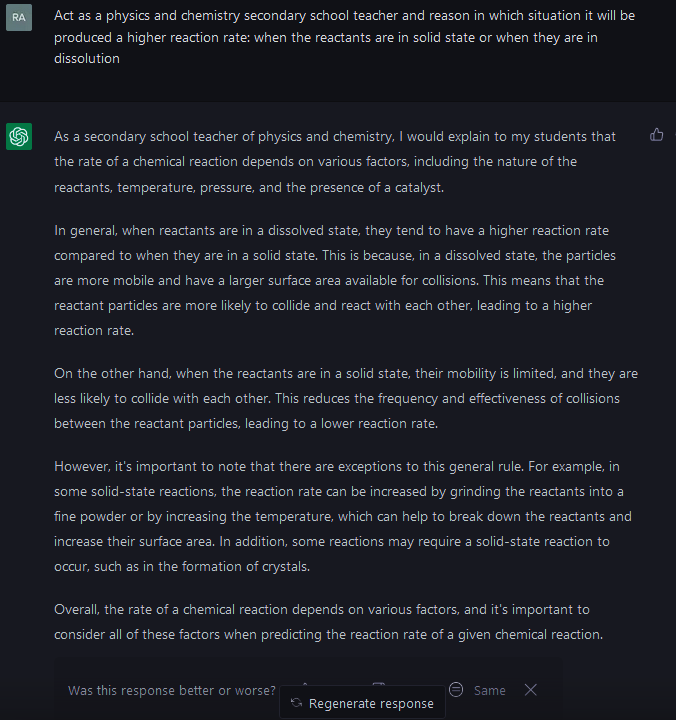 RA
Act as a physics and chemistry secondary school teacher and reason in which situation it will be
produced a higher reaction rate: when the reactants are in solid state or when they are in
dissolution
As a secondary school teacher of physics and chemistry, I would explain to my students that
the rate of a chemical reaction depends on various factors, including the nature of the
reactants, temperature, pressure, and the presence of a catalyst.
In general, when reactants are in a dissolved state, they tend to have a higher reaction rate
compared to when they are in a solid state. This is because, in a dissolved state, the particles
are more mobile and have a larger surface area available for collisions. This means that the
reactant particles are more likely to collide and react with each other, leading to a higher
reaction rate.
On the other hand, when the reactants are in a solid state, their mobility is limited, and they are
less likely to collide with each other. This reduces the frequency and effectiveness of collisions
between the reactant particles, leading to a lower reaction rate.
However, it's important to note that there are exceptions to this general rule. For example, in
some solid-state reactions, the reaction rate can be increased by grinding the reactants into a
fine powder or by increasing the temperature, which can help to break down the reactants and
increase their surface area. In addition, some reactions may require a solid-state reaction to
occur, such as in the formation of crystals.
Overall, the rate of a chemical reaction depends on various factors, and it's important to
consider all of these factors when predicting the reaction rate of a given chemical reaction.
Was this response better or worse? Same
Regenerate response